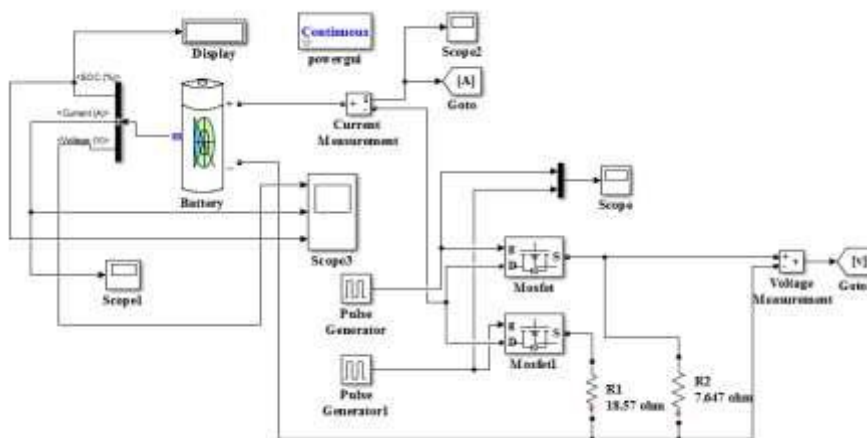 Continuous
powergui
Display
Scope2
[A]
Goto
<SOC (%)>
<Current (A)>
<Voltage (V)>
+
Current
Measurement
Battery
Scope
Scope3
Scope1
g
D
S
Mosfet
[v]
Voltage
Measurement
Goto
Pulse
Generator
g
D
S
Mosfet1
Pulse
Generator1
R1
18.57 ohm
R2
7.647 ohm